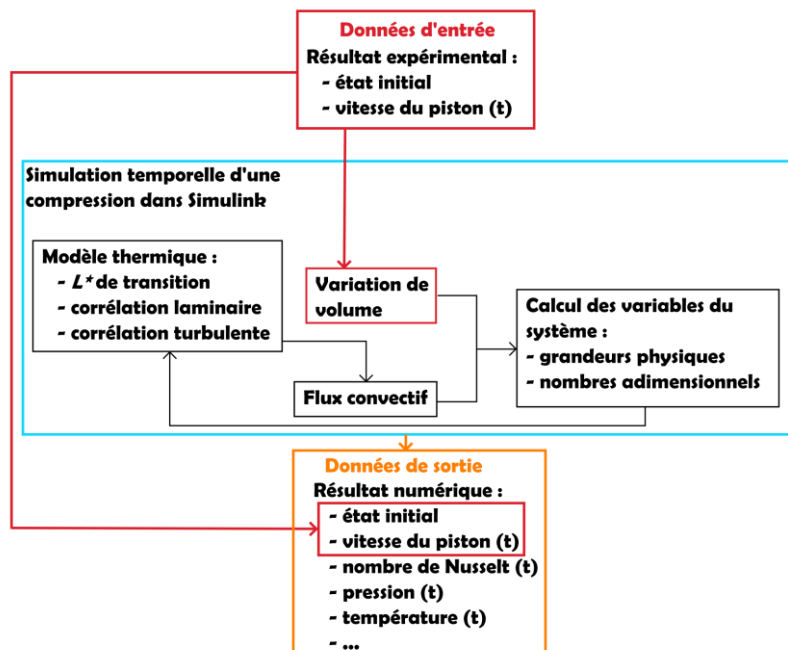 Données d'entrée
Résultat expérimental :
- état initial
- vitesse du piston (t)
Simulation temporelle d'une
compression dans Simulink
Modèle thermique :
- L* de transition
- corrélation laminaire
- corrélation turbulente
Variation de
volume
Flux convectif
Calcul des variables du
système :
- grandeurs physiques
- nombres adimensionnels
Données de sortie
Résultat numérique :
- état initial
- vitesse du piston (t)
- nombre de Nusselt (t)
- pression (t)
- température (t)
- ...